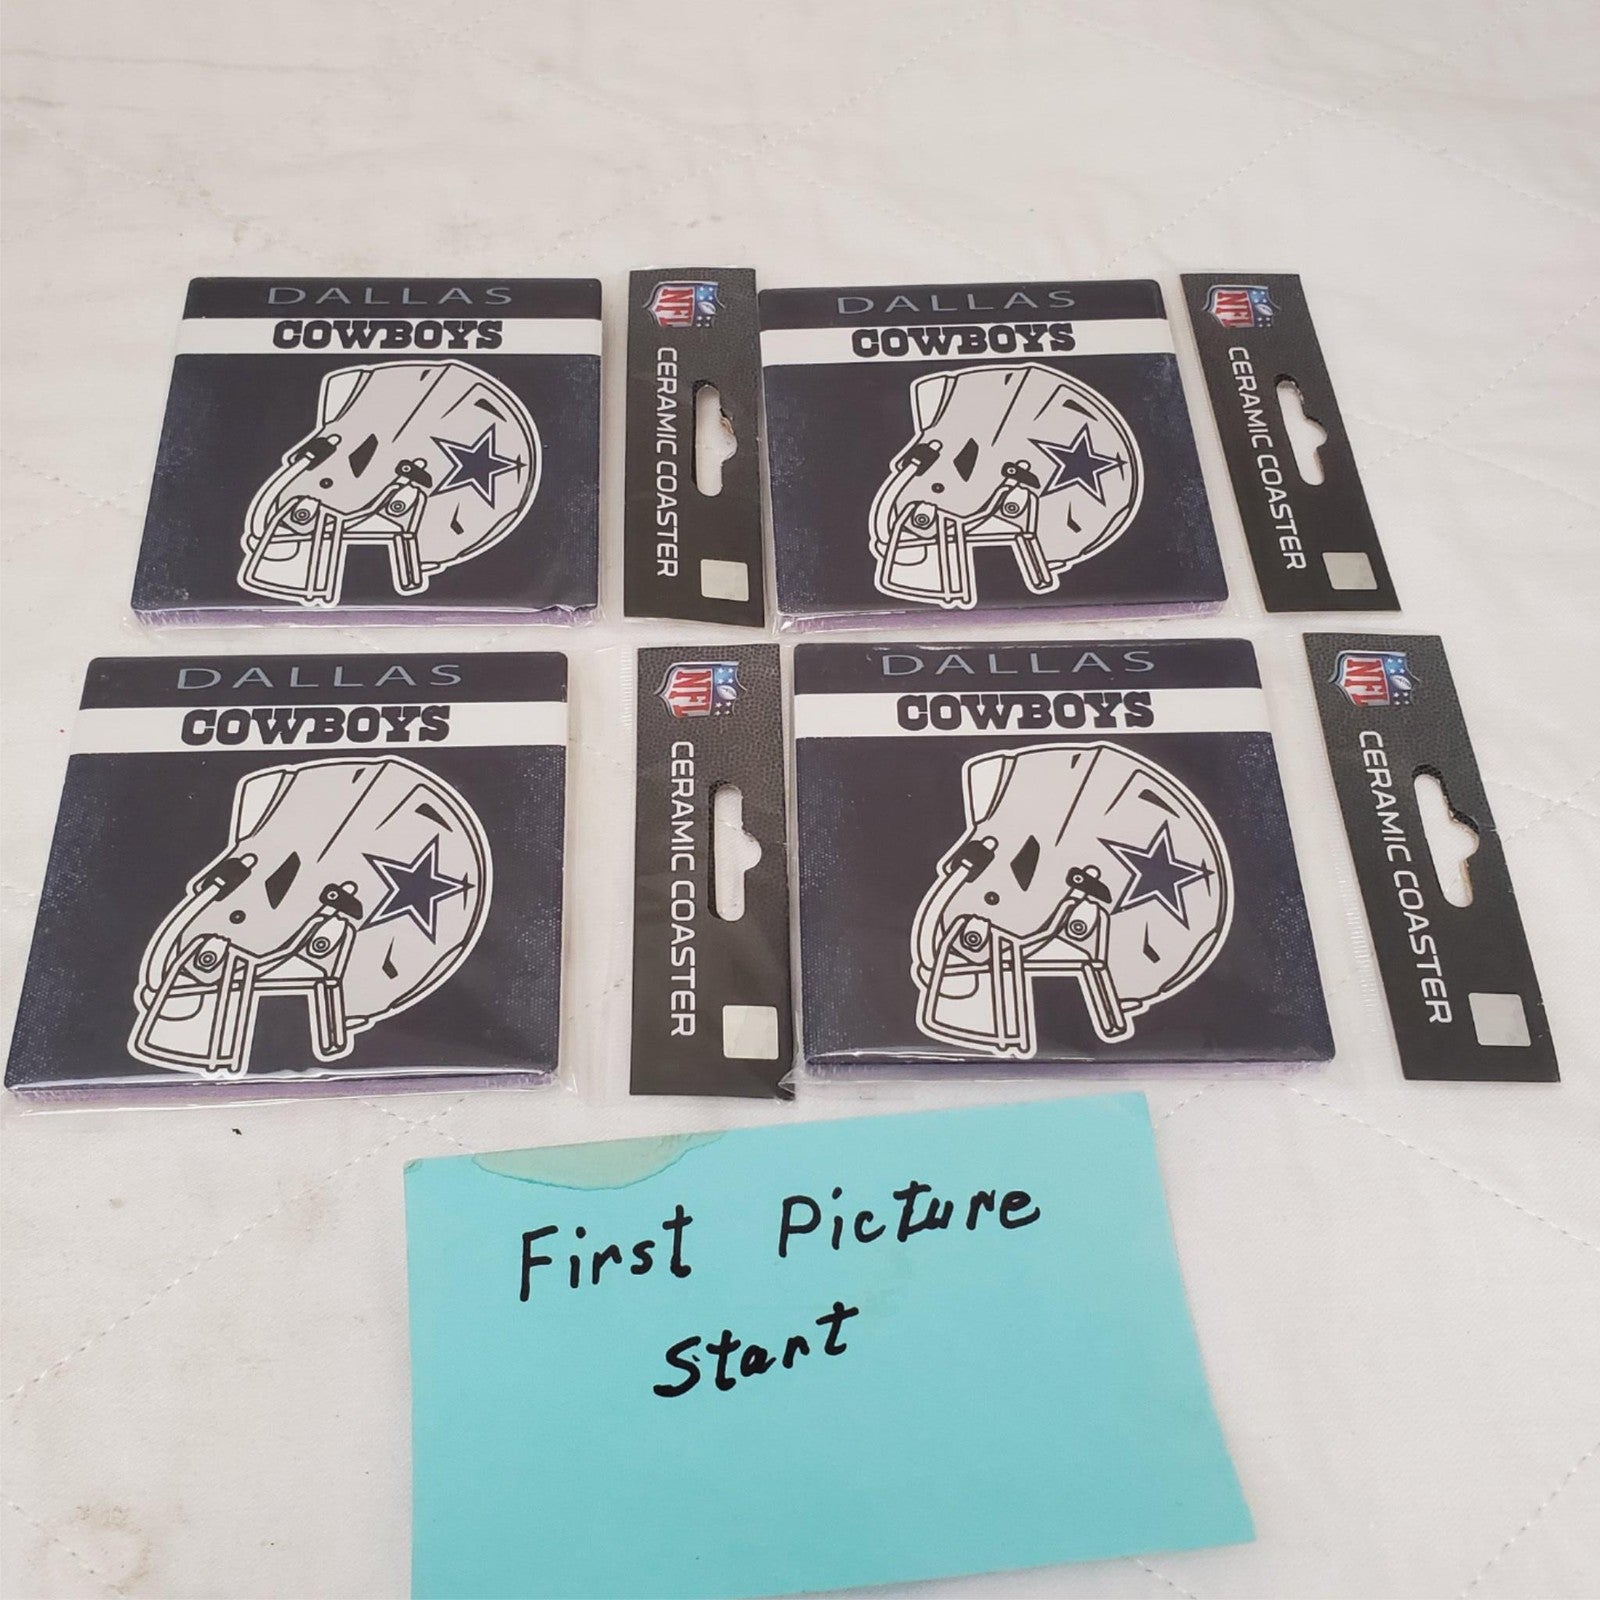 DALLAS
COWBOYS
NFL
CERAMIC COASTER
DALLAS
COWBOYS
NFL
CERAMIC COASTER
DALLAS
COWBOYS
NFL
CERAMIC COASTER
DALLAS
COWBOYS
NFL
CERAMIC COASTER
First Picture
Start